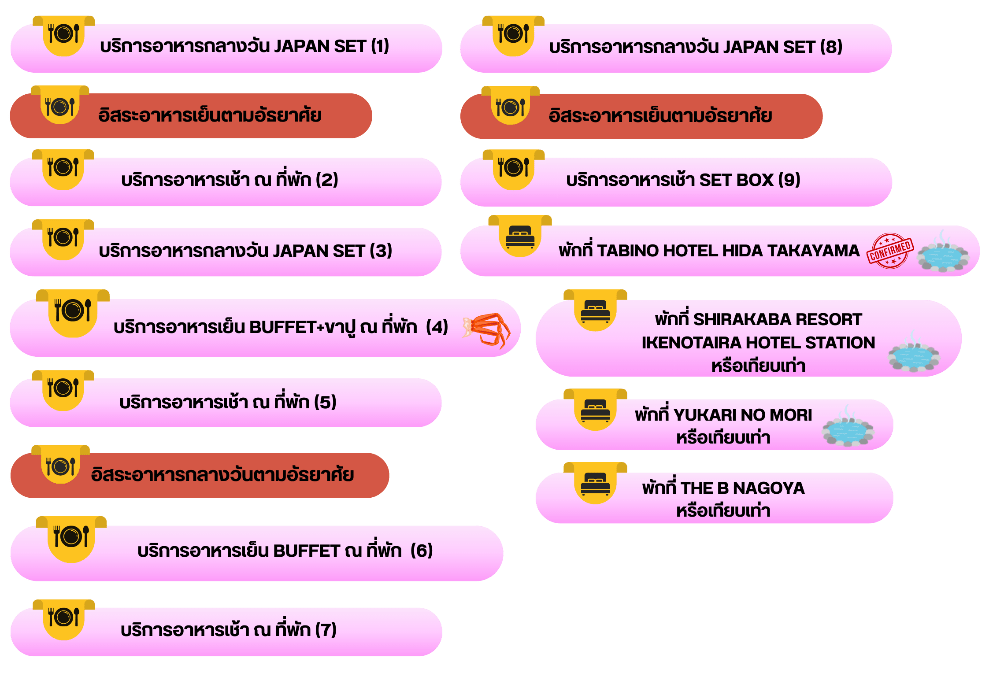 บริการอาหารกลางวัน JAPAN SET (1)
อิสระอาหารเย็นตามอัธยาศัย
บริการอาหารเช้า ณ ที่พัก (2)
บริการอาหารกลางวัน JAPAN SET (3)
บริการอาหารเย็น BUFFET+ขาปู ณ ที่พัก (4)
บริการอาหารเช้า ณ ที่พัก (5)
อิสระอาหารกลางวันตามอัธยาศัย
บริการอาหารเย็น BUFFET ณ ที่พัก (6)
บริการอาหารเช้า ณ ที่พัก (7)
บริการอาหารกลางวัน JAPAN SET (8)
อิสระอาหารเย็นตามอัธยาศัย
บริการอาหารเช้า SET BOX (9)
พักที่ TABINO HOTEL HIDA TAKAYAMA CONFIRMED
พักที่ SHIRAKABA RESORT
IKENOTAIRA HOTEL STATION
หรือเทียบเท่า
พักที่ YUKARI NO MORI
หรือเทียบเท่า
พักที่ THE B NAGOYA
หรือเทียบเท่า